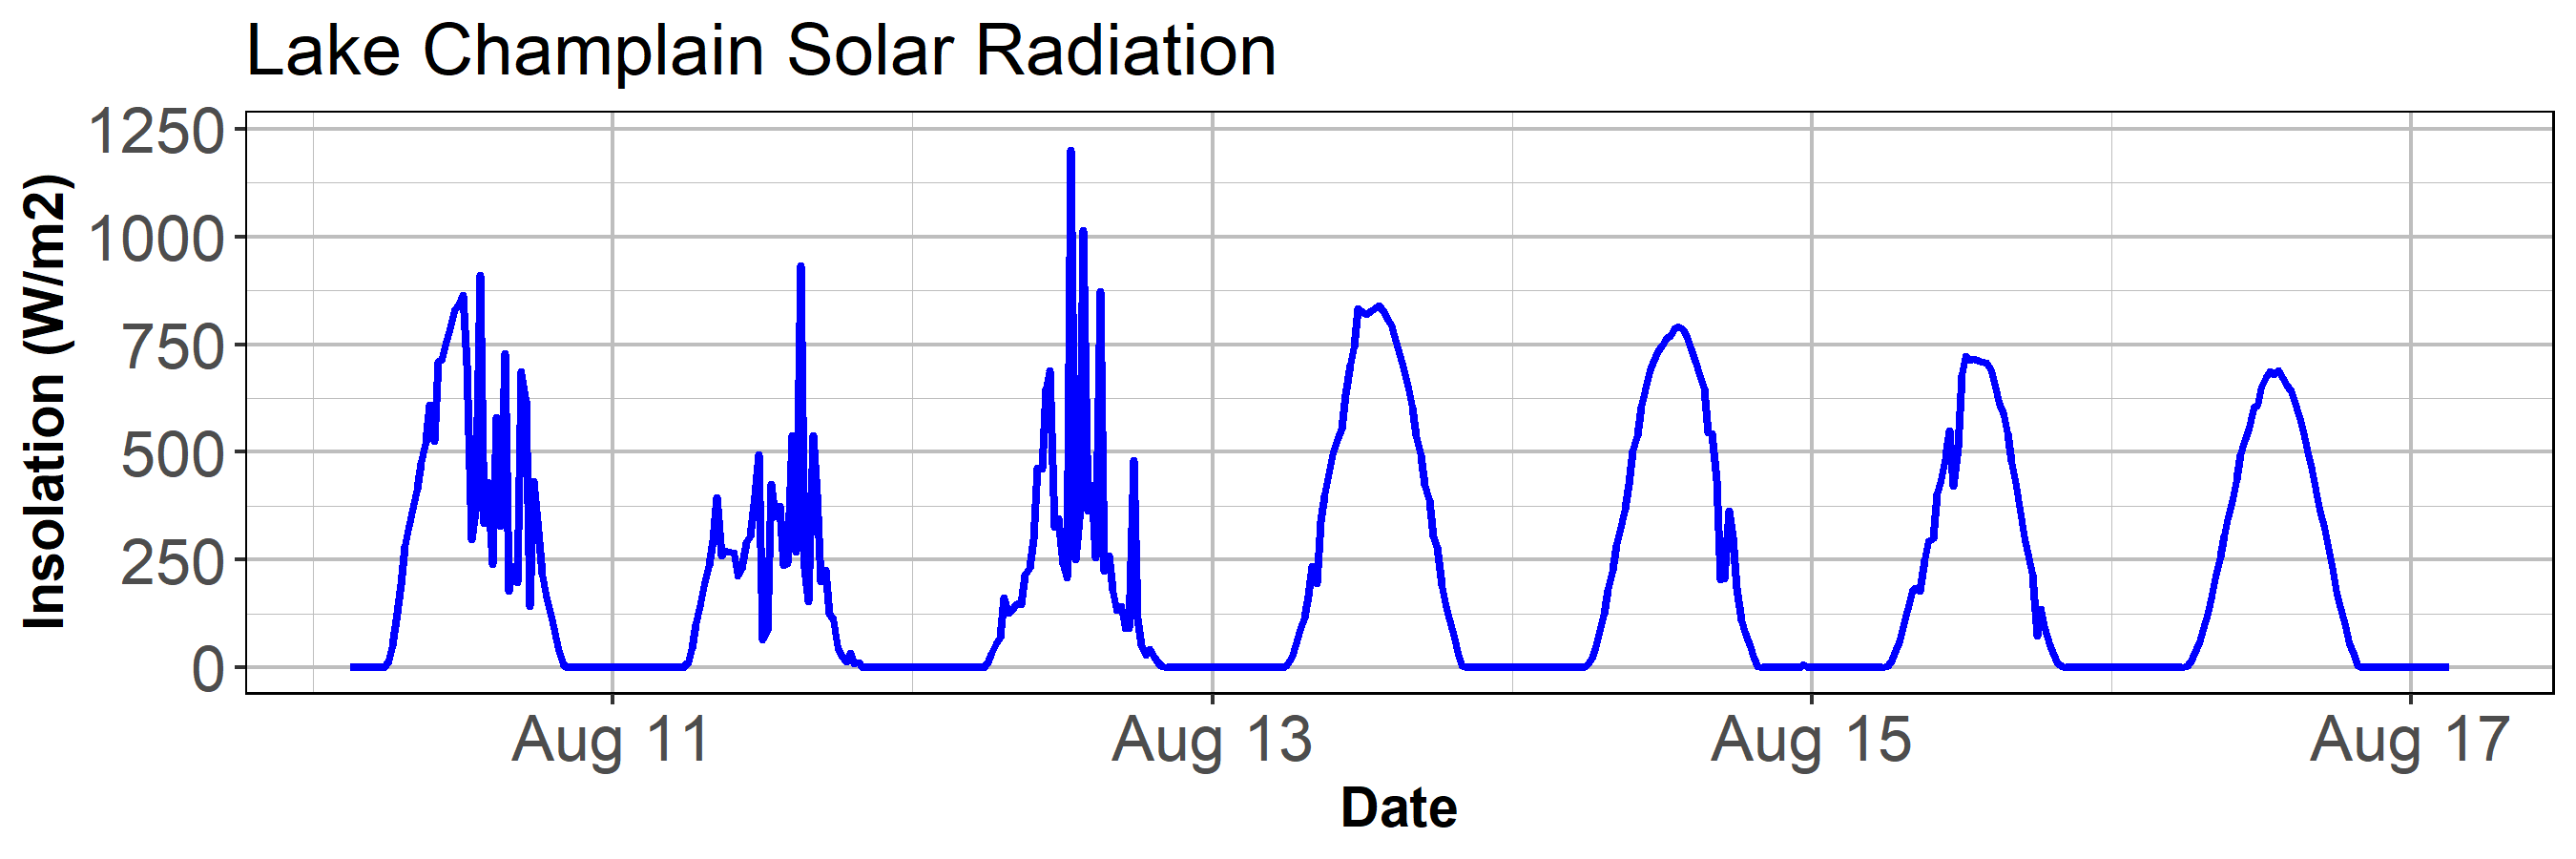 Lake Champlain Solar Radiation
Insolation (W/m2)
1250
1000
750
500
250
0
Aug 11 Aug 13 Aug 15 Aug 17
Date